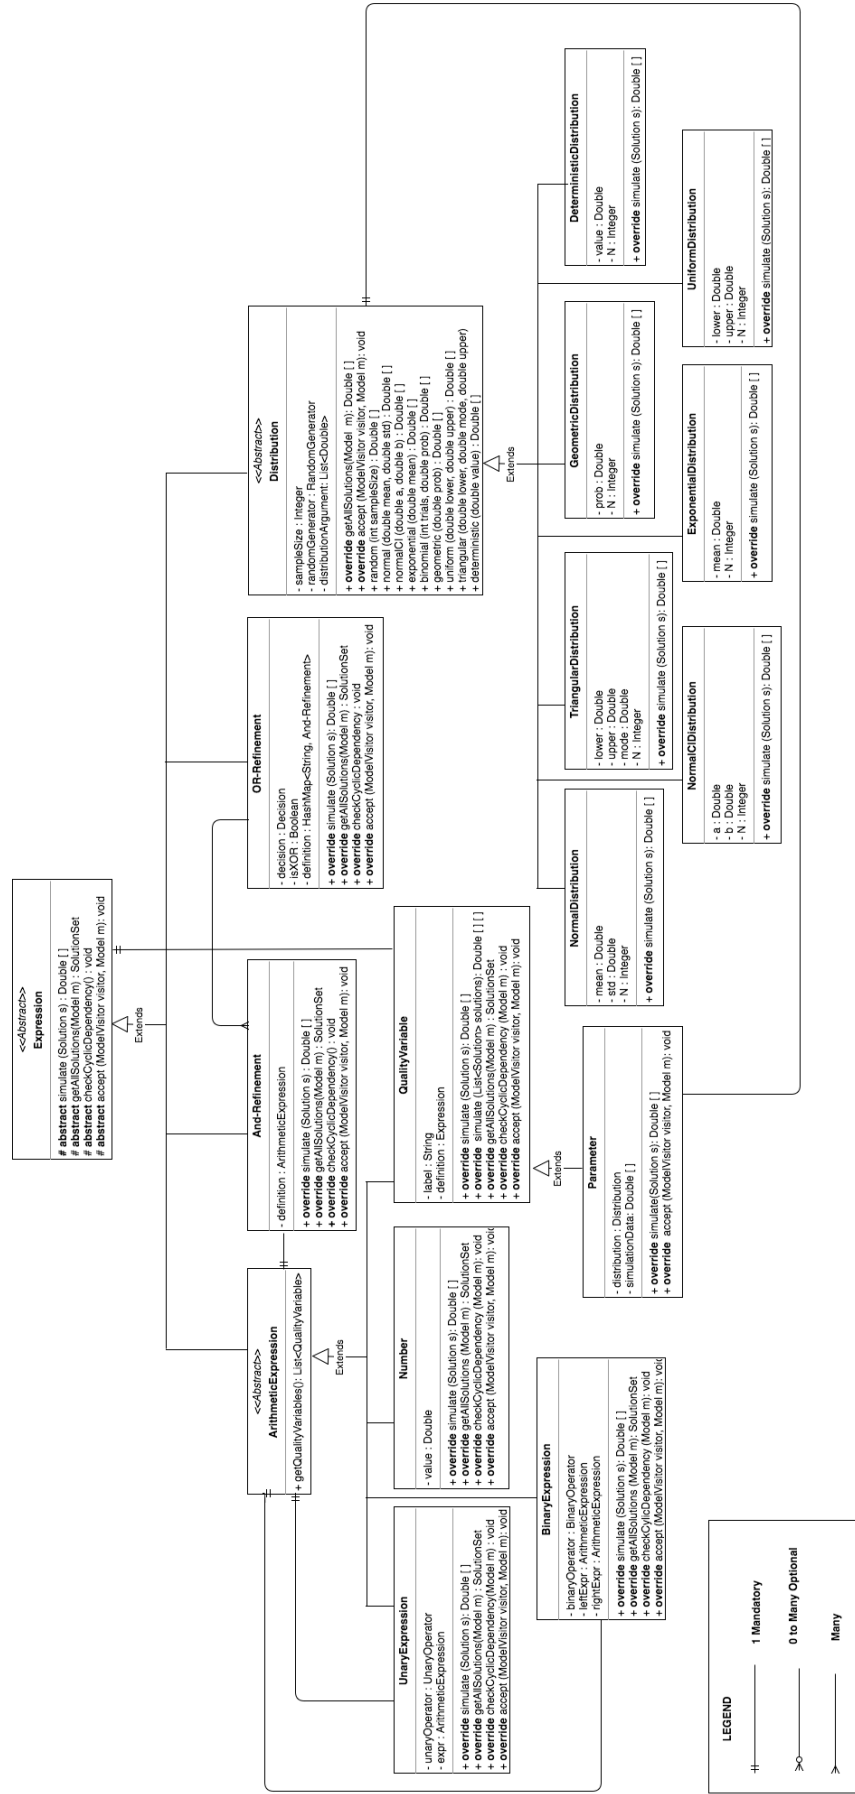 <<Abstract>>
Expression
# abstract simulate (Solution s) : Double [ ]
# abstract getAllSolutions(Model m) : SolutionSet
# abstract checkCyclicDependency() : void
# abstract accept (ModelVisitor visitor, Model m): void
Extends
<<Abstract>>
ArithmeticExpression
+ getQualityVariables(): List<QualityVariable>
Extends
And-Refinement
- definition : ArithmeticExpression
+ override simulate (Solution s) : Double [ ]
+ override getAllSolutions(Model m) : SolutionSet
+ override checkCyclicDependency() : void
+ override accept (ModelVisitor visitor, Model m): void
OR-Refinement
- decision : Decision
- isXOR : Boolean
- definition : HashMap<String, And-Refinement>
+ override simulate (Solution s) : Double [ ]
+ override getAllSolutions(Model m) : SolutionSet
+ override checkCyclicDependency : void
+ override accept (ModelVisitor visitor, Model m): void
<<Abstract>>
Distribution
- sampleSize : Integer
- randomGenerator : RandomGenerator
- distributionArgument: List<Double>
+ override getAllSolutions(Model m): Double [ ]
+ override accept (ModelVisitor visitor, Model m): void
+ random (int sampleSize) : Double [ ]
+ normal (double mean, double std) : Double [ ]
+ normalCI (double a, double b) : Double [ ]
+ exponential (double mean) : Double [ ]
+ binomial (int trials, double prob) : Double [ ]
+ geometric (double prob) : Double [ ]
+ uniform (double lower, double upper) : Double [ ]
+ triangular (double lower, double mode, double upper)
+ deterministic (double value) : Double [ ]
Extends
UnaryExpression
- unaryOperator : UnaryOperator
- expr : ArithmeticExpression
+ override simulate (Solution s): Double [ ]
+ override getAllSolutions(Model m) : SolutionSet
+ override checkCyclicDependency(Model m) : void
+ override accept (ModelVisitor visitor, Model m): void
Number
- value : Double
+ override simulate (Solution s): Double [ ]
+ override getAllSolutions (Model m) : SolutionSet
+ override checkCyclicDependency (Model m): void
+ override accept (ModelVisitor visitor, Model m): void
QualityVariable
- label : String
- definition : Expression
+ override simulate (Solution s): Double [ ]
+ override simulate (List<Solution> solutions): Double [ ] [ ]
+ override getAllSolutions(Model m) : SolutionSet
+ override checkCyclicDependency (Model m) : void
+ override accept (ModelVisitor visitor, Model m): void
Extends
BinaryExpression
- binaryOperator : BinaryOperator
- leftExpr : ArithmeticExpression
- rightExpr : ArithmeticExpression
+ override simulate (Solution s): Double [ ]
+ override getAllSolutions (Model m): SolutionSet
+ override checkCyclicDependency (Model m): void
+ override accept (ModelVisitor visitor, Model m): void
Parameter
- distribution : Distribution
- simulationData: Double [ ]
+ override simulate(Solution s): Double [ ]
+ override accept (ModelVisitor visitor, Model m): void
NormalDistribution
- mean : Double
- std : Double
- N : Integer
+ override simulate (Solution s): Double [ ]
TriangularDistribution
- lower : Double
- upper : Double
- mode : Double
- N : Integer
+ override simulate (Solution s): Double [ ]
GeometricDistribution
- prob : Double
- N : Integer
+ override simulate (Solution s): Double [ ]
DeterministicDistribution
- value : Double
- N : Integer
+ override simulate (Solution s): Double [ ]
NormalCIDistribution
- a : Double
- b : Double
- N : Integer
+ override simulate (Solution s): Double [ ]
ExponentialDistribution
- mean : Double
- N : Integer
+ override simulate (Solution s): Double [ ]
UniformDistribution
- lower : Double
- upper : Double
- N : Integer
+ override simulate (Solution s): Double [ ]
LEGEND
1 Mandatory
0 to Many Optional
Many